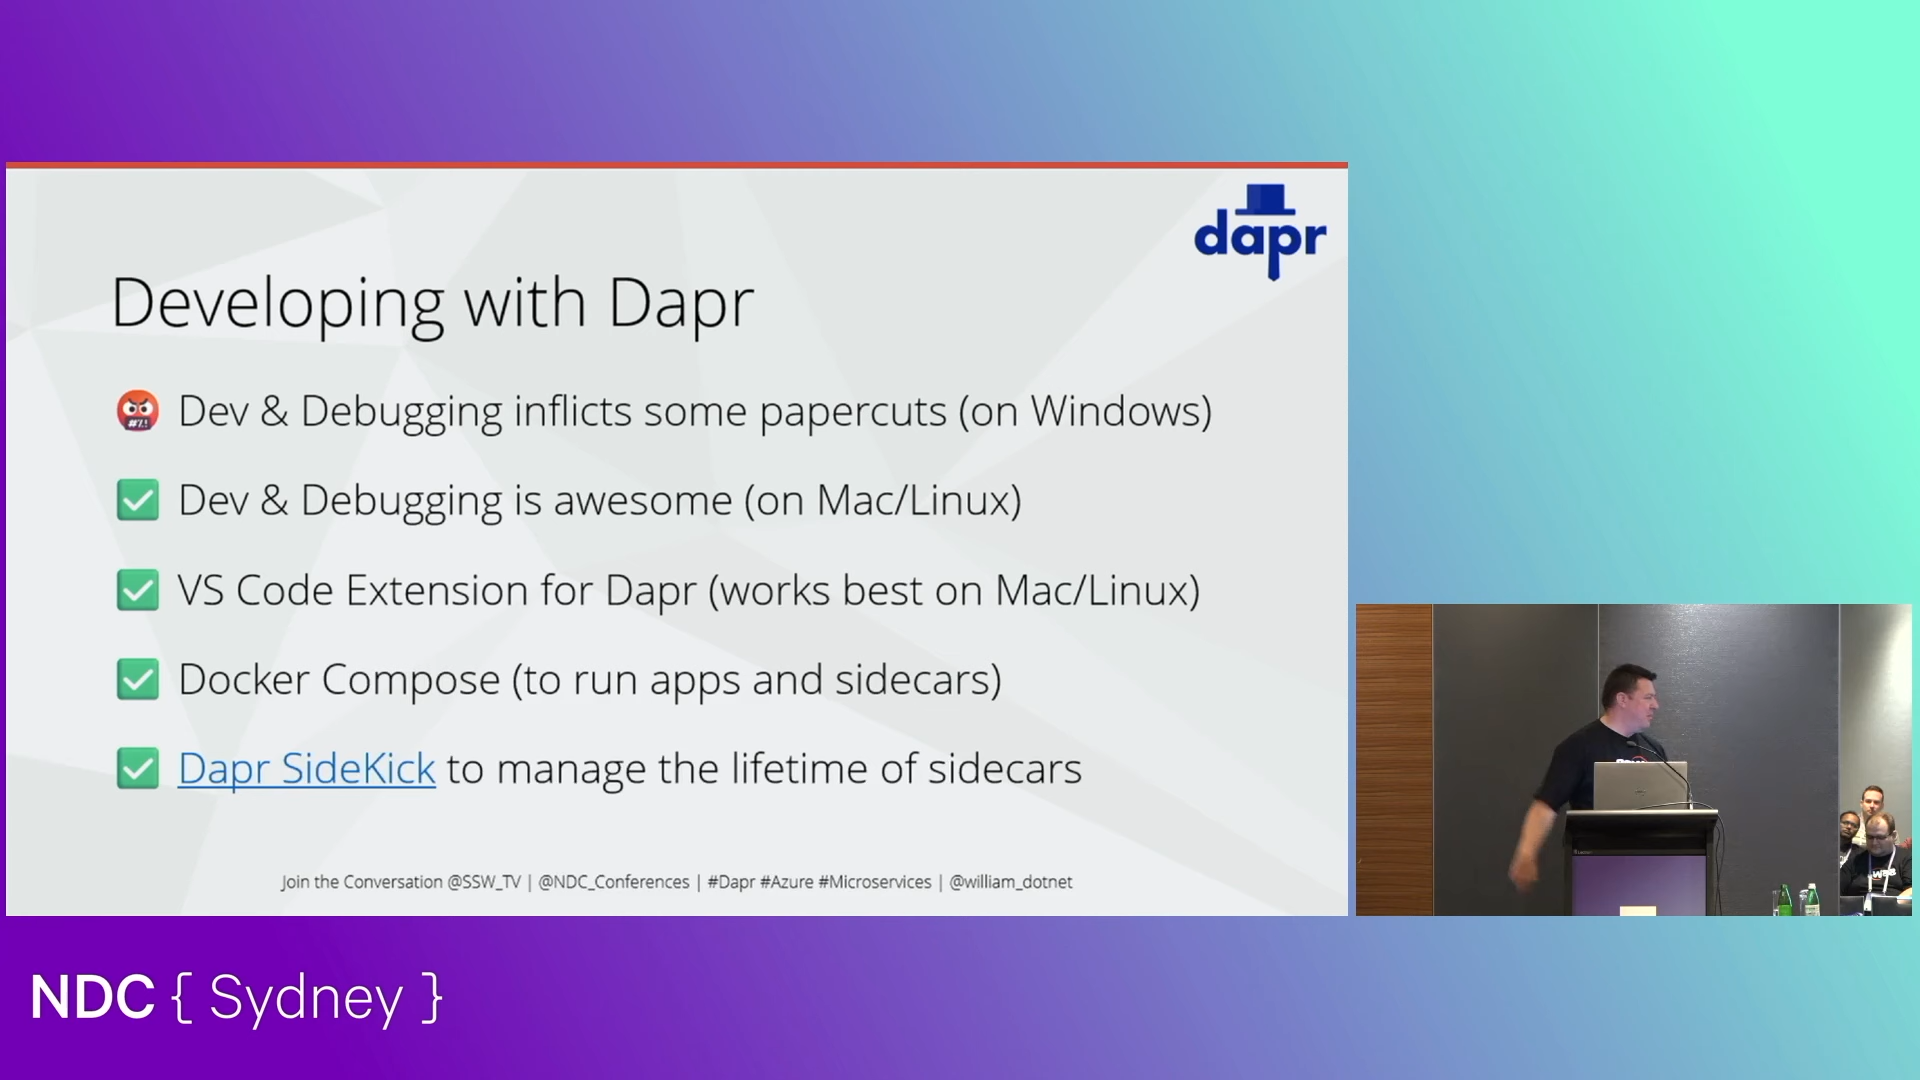 dapr
Developing with Dapr
Dev & Debugging inflicts some papercuts (on Windows)
Dev & Debugging is awesome (on Mac/Linux)
VS Code Extension for Dapr (works best on Mac/Linux)
Docker Compose (to run apps and sidecars)
Dapr SideKick to manage the lifetime of sidecars
Join the Conversation @SSW_TV | @NDC_Conferences | #Dapr #Azure #Microservices | @william_dotnet
NDC { Sydney }